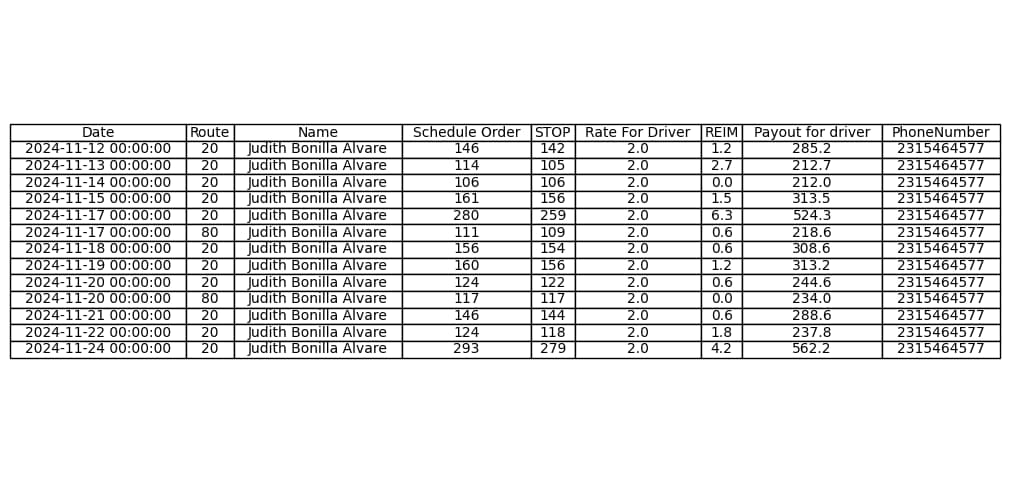 Date Route Name Schedule Order STOP Rate For Driver REIM Payout for driver PhoneNumber
2024-11-12 00:00:00 20 Judith Bonilla Alvare 146 142 2.0 1.2 285.2 2315464577
2024-11-13 00:00:00 20 Judith Bonilla Alvare 114 105 2.0 2.7 212.7 2315464577
2024-11-14 00:00:00 20 Judith Bonilla Alvare 106 106 2.0 0.0 212.0 2315464577
2024-11-15 00:00:00 20 Judith Bonilla Alvare 161 156 2.0 1.5 313.5 2315464577
2024-11-17 00:00:00 20 Judith Bonilla Alvare 280 259 2.0 6.3 524.3 2315464577
2024-11-17 00:00:00 80 Judith Bonilla Alvare 111 109 2.0 0.6 218.6 2315464577
2024-11-18 00:00:00 20 Judith Bonilla Alvare 156 154 2.0 0.6 308.6 2315464577
2024-11-19 00:00:00 20 Judith Bonilla Alvare 160 156 2.0 1.2 313.2 2315464577
2024-11-20 00:00:00 20 Judith Bonilla Alvare 124 122 2.0 0.6 244.6 2315464577
2024-11-20 00:00:00 80 Judith Bonilla Alvare 117 117 2.0 0.0 234.0 2315464577
2024-11-21 00:00:00 20 Judith Bonilla Alvare 146 144 2.0 0.6 288.6 2315464577
2024-11-22 00:00:00 20 Judith Bonilla Alvare 124 118 2.0 1.8 237.8 2315464577
2024-11-24 00:00:00 20 Judith Bonilla Alvare 293 279 2.0 4.2 562.2 2315464577